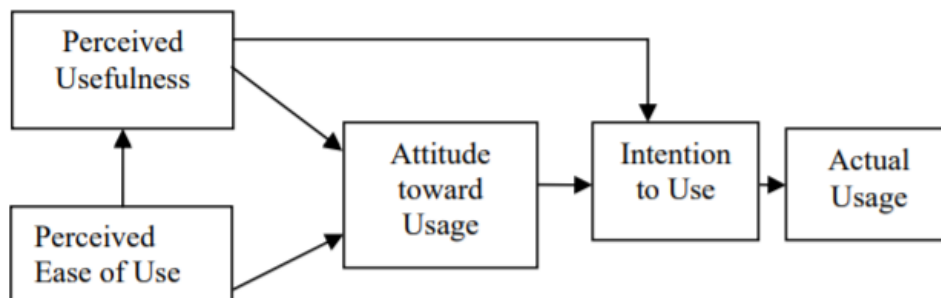 Perceived
Usefulness
Attitude
toward
Usage
Intention
to Use
Actual
Usage
Perceived
Ease of Use